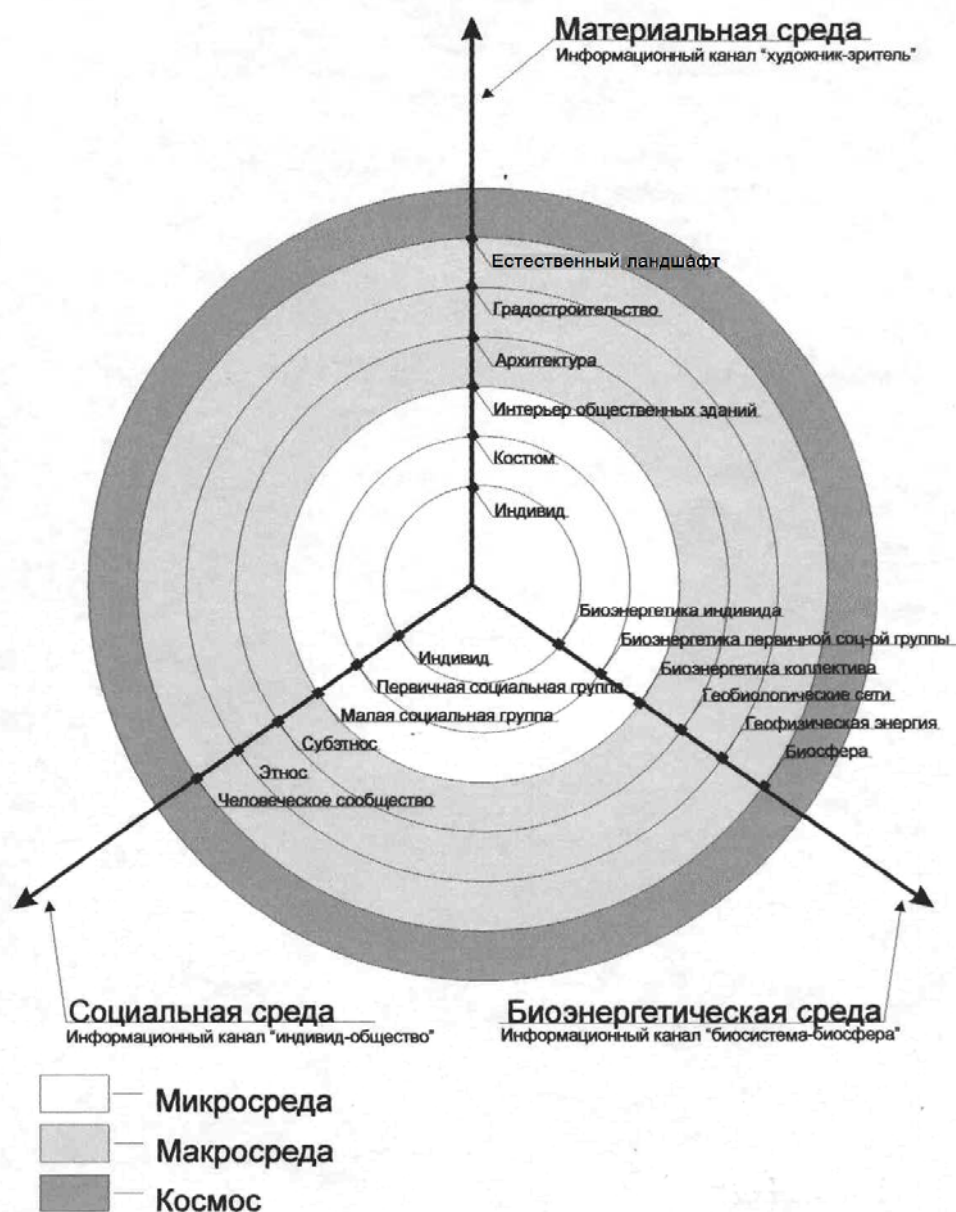 Материальная среда
Информационный канал "художник-зритель"
Естественный ландшафт
Градостроительство
Архитектура
Интерьер общественных зданий
Костюм
Индивид
Биоэнергетика индивида
Биоэнергетика первичной соц-ой группы
Биоэнергетика коллектива
Геобиологические сети
Геофизическая энергия
Биосфера
Индивид
Первичная социальная группа
Малая социальная группа
Субэтнос
Этнос
Человеческое сообщество
Социальная среда
Информационный канал "индивид-общество"
Биоэнергетическая среда
Информационный канал "биосистема-биосфера"
Микросреда
Макросреда
Космос